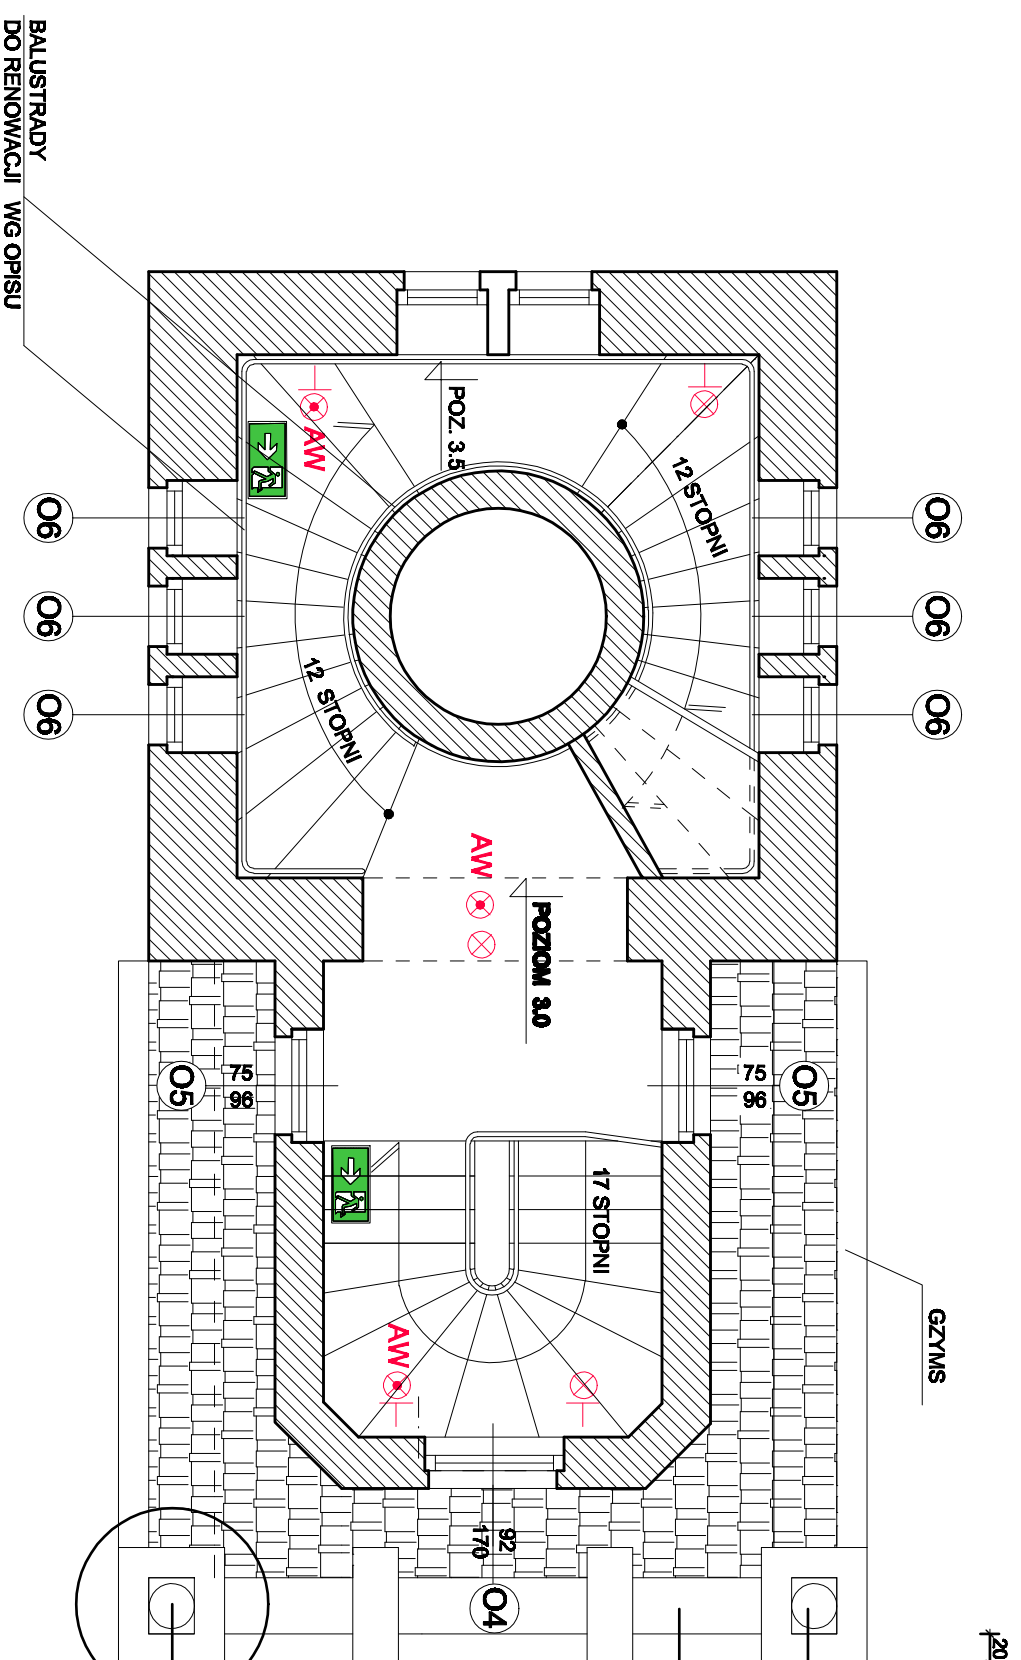 BALUSTRADY
DO RENOWACJI WG OPISU
POZ. 3.5
AW
12 STOPNI
12 STOPNI
O6
O6
O6
O6
O6
O6
AW
POZIOM 3.0
O5
75
96
75
96
O5
17 STOPNI
AW
GZYMS
92
170
O4
20